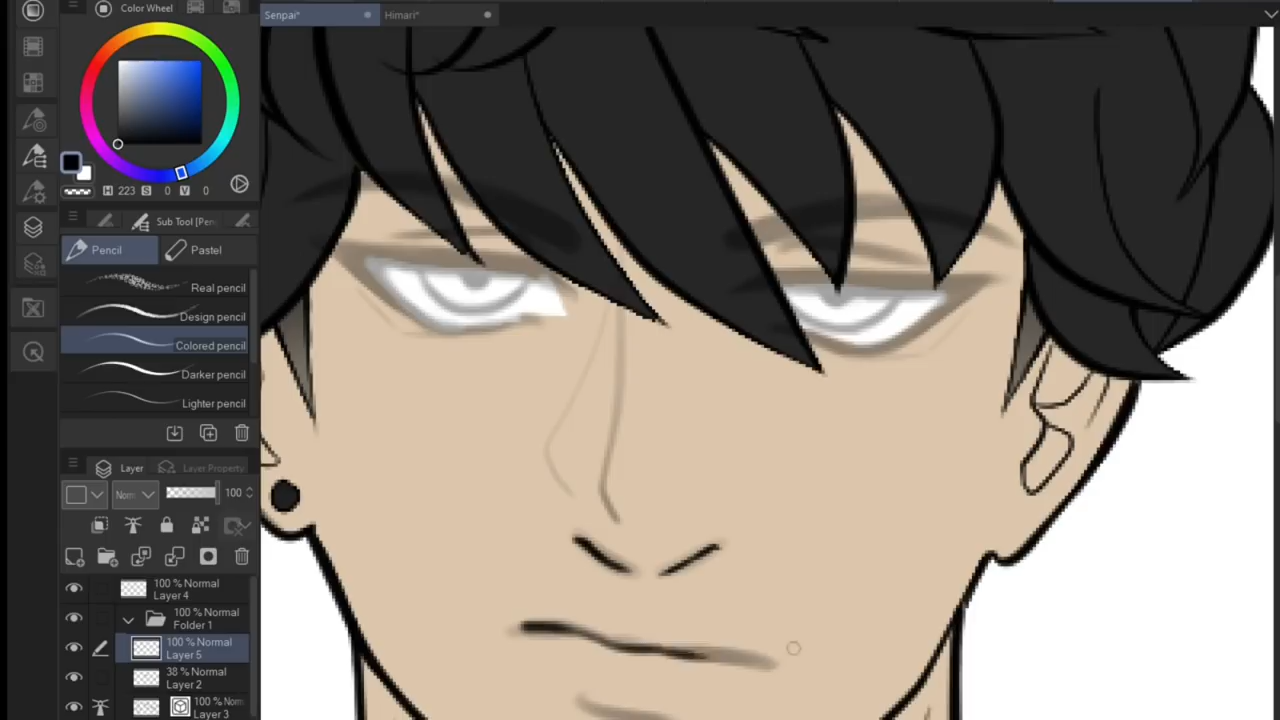 Color Wheel
Senpai*
Himari*
H 223 S 0 V 0
Sub Tool [Pen
Pencil
Pastel
Real pencil
Design pencil
Colored pencil
Darker pencil
Lighter pencil
Layer
Layer Property
Norm
100
100 % Normal
Layer 4
100 % Normal
Folder 1
100 % Normal
Layer 5
38 % Normal
Layer 2
100 % Norm
Layer 3